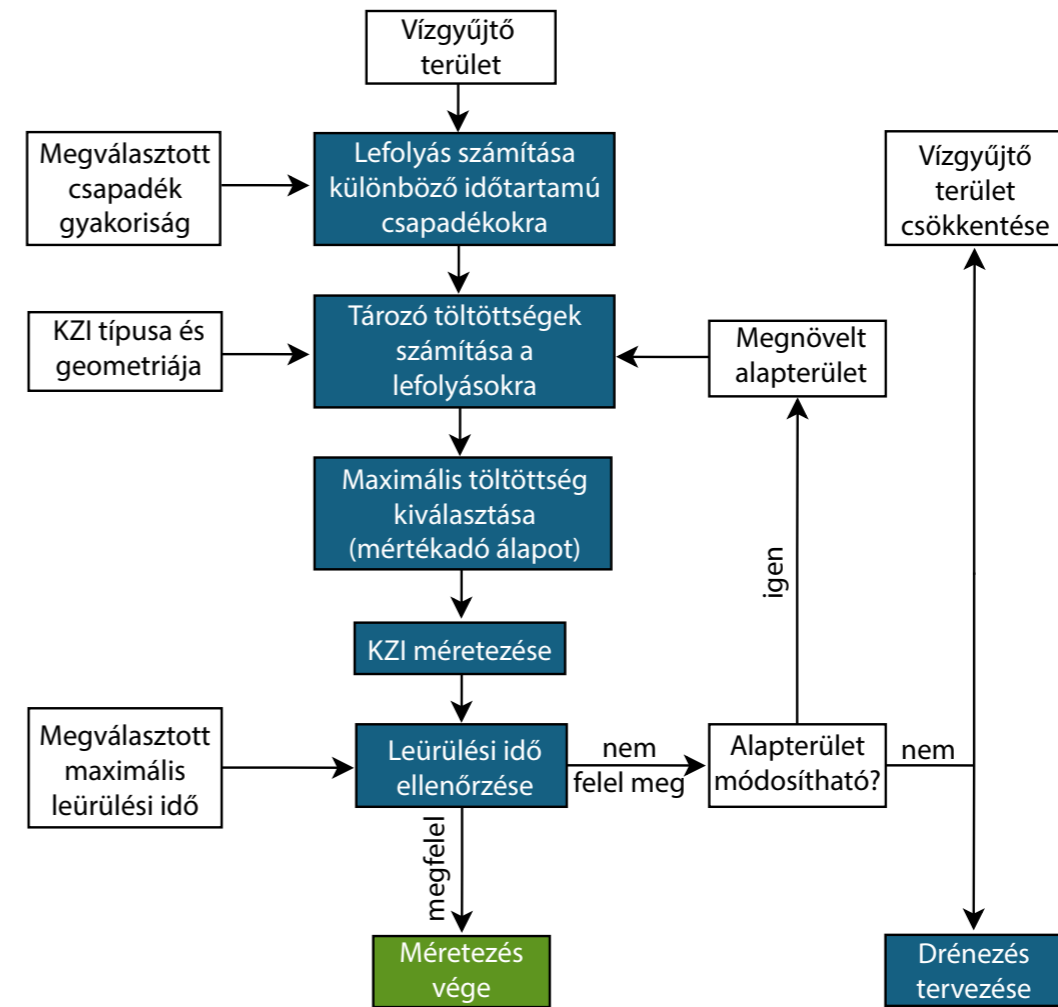 Vízgyűjtő
terület
Megválasztott
csapadék
gyakoriság
Lefolyás számítása
különböző időtartamú
csapadékokra
Vízgyűjtő
terület
csökkentése
KZI típusa és
geometriája
Tározó töltöttségek
számítása a
lefolyásokra
Megnövelt
alapterület
Maximális töltöttség
kiválasztása
(mértékadó álapot)
igen
KZI méretezése
Megválasztott
maximális
leürülési idő
Leürülési idő
ellenőrzése
nem
felel meg
Alapterület
módosítható?
nem
megfelel
Méretezés
vége
Drénezés
tervezése